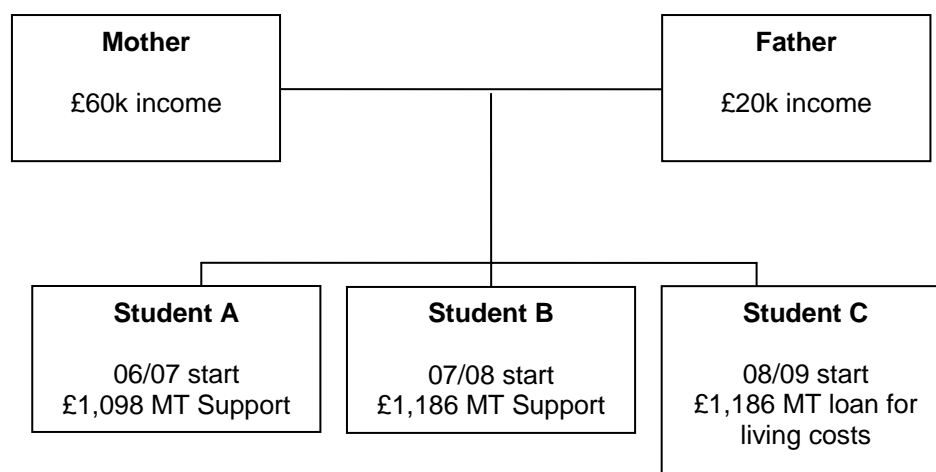 Mother
£60k income
Father
£20k income
Student A
06/07 start
£1,098 MT Support
Student B
07/08 start
£1,186 MT Support
Student C
08/09 start
£1,186 MT loan for
living costs